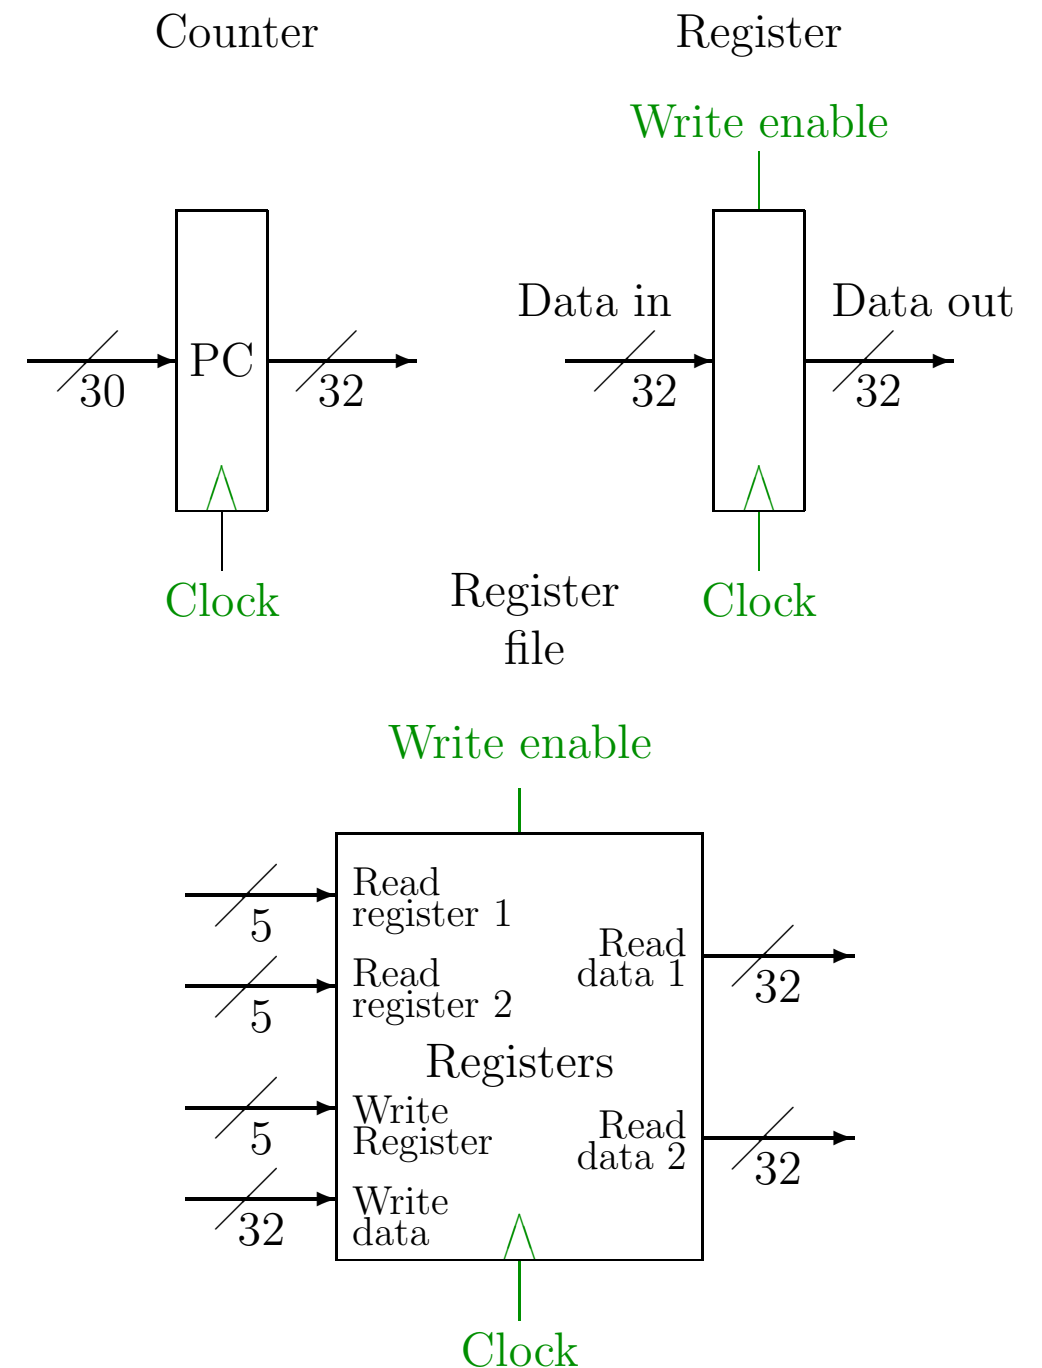 Counter
Register
Write enable
Data in
Data out
PC
30
32
32
32
Clock
Clock
Register
file
Write enable
Read
register 1
5
Read
data 1
32
Read
register 2
5
Registers
Write
Register
5
Read
data 2
32
Write
data
32
Clock